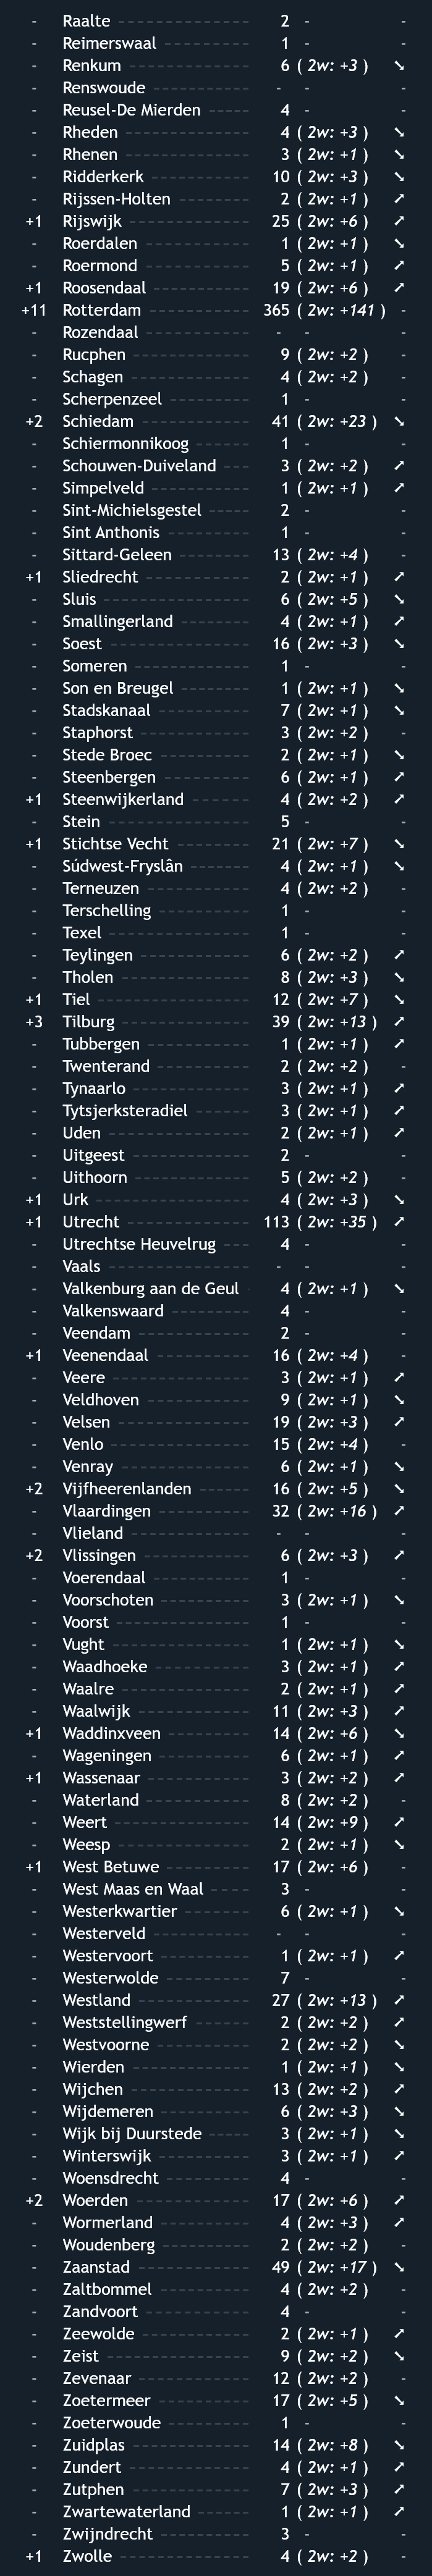 - Raalte 2 - -
- Reimerswaal 1 - -
- Renkum 6 ( 2w: +3 ) ↘
- Renswoude - - -
- Reusel-De Mierden 4 - -
- Rheden 4 ( 2w: +3 ) ↘
- Rhenen 3 ( 2w: +1 ) ↘
- Ridderkerk 10 ( 2w: +3 ) ↘
- Rijssen-Holten 2 ( 2w: +1 ) ↗
+1 Rijswijk 25 ( 2w: +6 ) ↗
- Roerdalen 1 ( 2w: +1 ) ↘
- Roermond 5 ( 2w: +1 ) ↗
+1 Roosendaal 19 ( 2w: +6 ) ↗
+11 Rotterdam 365 ( 2w: +141 ) -
- Rozendaal - - -
- Rucphen 9 ( 2w: +2 ) -
- Schagen 4 ( 2w: +2 ) -
- Scherpenzeel 1 - -
+2 Schiedam 41 ( 2w: +23 ) ↘
- Schiermonnikoog 1 - -
- Schouwen-Duiveland 3 ( 2w: +2 ) ↗
- Simpelveld 1 ( 2w: +1 ) ↗
- Sint-Michielsgestel 2 - -
- Sint Anthonis 1 - -
- Sittard-Geleen 13 ( 2w: +4 ) -
+1 Sliedrecht 2 ( 2w: +1 ) ↗
- Sluis 6 ( 2w: +5 ) ↘
- Smallingerland 4 ( 2w: +1 ) ↗
- Soest 16 ( 2w: +3 ) ↘
- Someren 1 - -
- Son en Breugel 1 ( 2w: +1 ) ↘
- Stadskanaal 7 ( 2w: +1 ) ↘
- Staphorst 3 ( 2w: +2 ) -
- Stede Broec 2 ( 2w: +1 ) ↘
- Steenbergen 6 ( 2w: +1 ) ↗
+1 Steenwijkerland 4 ( 2w: +2 ) ↗
- Stein 5 - -
+1 Stichtse Vecht 21 ( 2w: +7 ) ↘
- Súdwest-Fryslân 4 ( 2w: +1 ) ↘
- Terneuzen 4 ( 2w: +2 ) -
- Terschelling 1 - -
- Texel 1 - -
- Teylingen 6 ( 2w: +2 ) ↗
- Tholen 8 ( 2w: +3 ) ↘
+1 Tiel 12 ( 2w: +7 ) ↘
+3 Tilburg 39 ( 2w: +13 ) ↗
- Tubbergen 1 ( 2w: +1 ) ↗
- Twenterand 2 ( 2w: +2 ) -
- Tynaarlo 3 ( 2w: +1 ) ↗
- Tytsjerksteradiel 3 ( 2w: +1 ) ↗
- Uden 2 ( 2w: +1 ) ↗
- Uitgeest 2 - -
- Uithoorn 5 ( 2w: +2 ) -
+1 Urk 4 ( 2w: +3 ) ↘
+1 Utrecht 113 ( 2w: +35 ) ↗
- Utrechtse Heuvelrug 4 - -
- Vaals - - -
- Valkenburg aan de Geul 4 ( 2w: +1 ) ↘
- Valkenswaard 4 - -
- Veendam 2 - -
+1 Veenendaal 16 ( 2w: +4 ) -
- Veere 3 ( 2w: +1 ) ↗
- Veldhoven 9 ( 2w: +1 ) ↘
- Velsen 19 ( 2w: +3 ) ↗
- Venlo 15 ( 2w: +4 ) -
- Venray 6 ( 2w: +1 ) ↘
+2 Vijfheerenlanden 16 ( 2w: +5 ) ↘
- Vlaardingen 32 ( 2w: +16 ) ↗
- Vlieland - - -
+2 Vlissingen 6 ( 2w: +3 ) ↗
- Voerendaal 1 - -
- Voorschoten 3 ( 2w: +1 ) ↘
- Voorst 1 - -
- Vught 1 ( 2w: +1 ) ↘
- Waadhoeke 3 ( 2w: +1 ) ↗
- Waalre 2 ( 2w: +1 ) ↗
- Waalwijk 11 ( 2w: +3 ) ↗
+1 Waddinxveen 14 ( 2w: +6 ) ↘
- Wageningen 6 ( 2w: +1 ) ↗
+1 Wassenaar 3 ( 2w: +2 ) ↗
- Waterland 8 ( 2w: +2 ) -
- Weert 14 ( 2w: +9 ) ↗
- Weesp 2 ( 2w: +1 ) ↘
+1 West Betuwe 17 ( 2w: +6 ) -
- West Maas en Waal 3 - -
- Westerkwartier 6 ( 2w: +1 ) ↘
- Westerveld - - -
- Westervoort 1 ( 2w: +1 ) ↗
- Westerwolde 7 - -
- Westland 27 ( 2w: +13 ) ↗
- Weststellingwerf 2 ( 2w: +2 ) ↗
- Westvoorne 2 ( 2w: +2 ) ↘
- Wierden 1 ( 2w: +1 ) ↘
- Wijchen 13 ( 2w: +2 ) ↗
- Wijdemeren 6 ( 2w: +3 ) ↘
- Wijk bij Duurstede 3 ( 2w: +1 ) ↘
- Winterswijk 3 ( 2w: +1 ) ↗
- Woensdrecht 4 - -
+2 Woerden 17 ( 2w: +6 ) ↗
- Wormerland 4 ( 2w: +3 ) ↗
- Woudenberg 2 ( 2w: +2 ) -
- Zaanstad 49 ( 2w: +17 ) ↘
- Zaltbommel 4 ( 2w: +2 ) -
- Zandvoort 4 - -
- Zeewolde 2 ( 2w: +1 ) ↗
- Zeist 9 ( 2w: +2 ) ↘
- Zevenaar 12 ( 2w: +2 ) -
- Zoetermeer 17 ( 2w: +5 ) ↘
- Zoeterwoude 1 - -
- Zuidplas 14 ( 2w: +8 ) ↘
- Zundert 4 ( 2w: +1 ) ↗
- Zutphen 7 ( 2w: +3 ) ↗
- Zwartewaterland 1 ( 2w: +1 ) ↗
- Zwijndrecht 3 - -
+1 Zwolle 4 ( 2w: +2 ) -